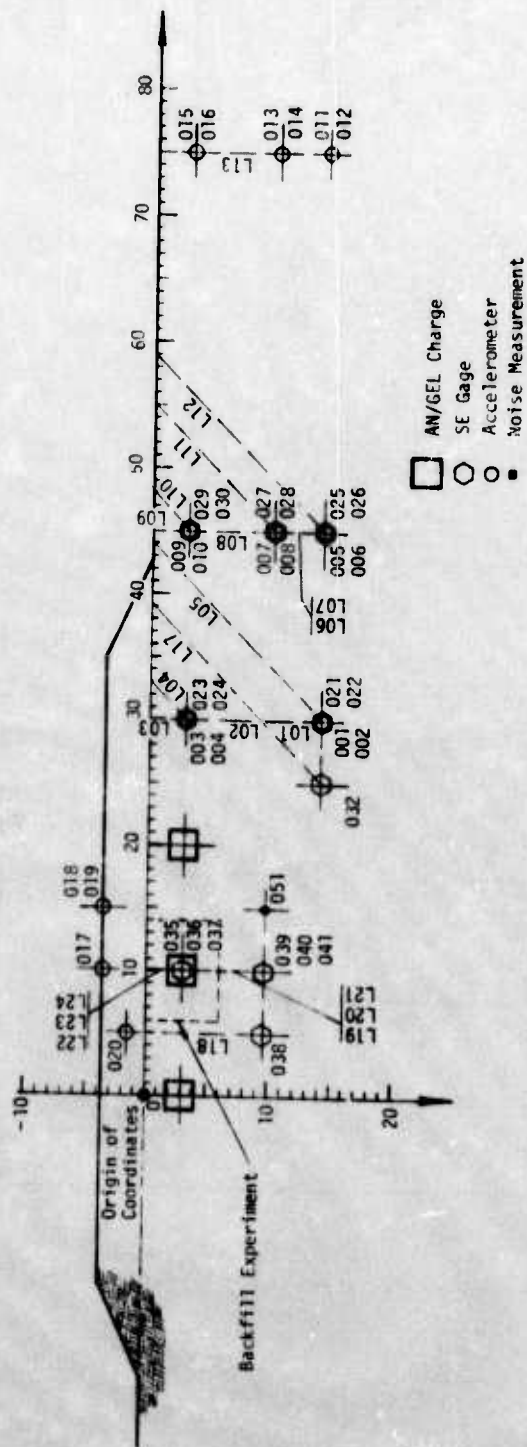 -10
0
10
20
10
20
30
40
50
60
70
80
Origin of
Coordinates
Backfill Experiment
017
018
019
020
L22
L23
L24
035
036
037
L18
038
039
040
041
051
L19
L20
L21
032
L03
L04
L17
L05
003
004
023
024
L02
L01
001
002
021
022
L09
L10
L11
L12
009
010
029
030
L08
007
008
027
028
L06
L07
005
006
025
026
015
016
L13
013
014
011
012
AN/GEL Charge
SE Gage
Accelerometer
Noise Measurement